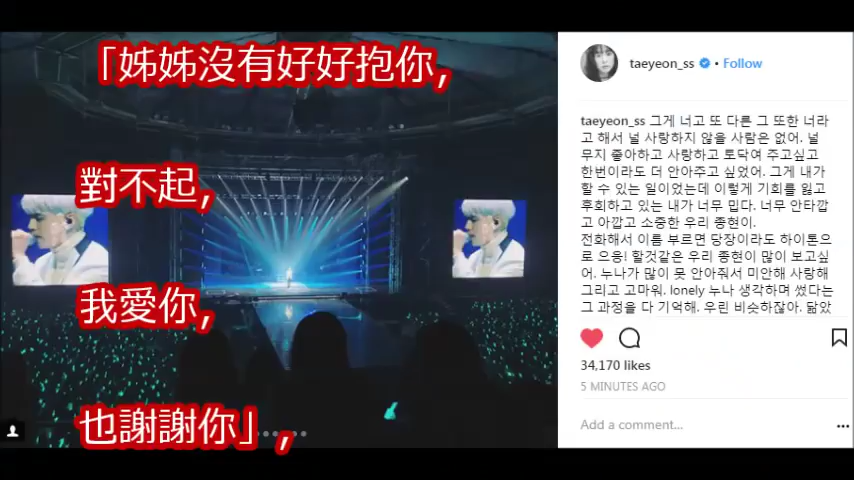 「姊姊沒有好好抱你,
對不起,
我愛你,
也謝謝你」,
taeyeon_ss • Follow
taeyeon_ss 그게 너고 또 다른 그 또한 너라
고 해서 널 사랑하지 않을 사람은 없어. 널
무지 좋아하고 사랑하고 토닥여 주고싶고
한번이라도 더 안아주고 싶었어. 그게 내가
할 수 있는 일이었는데 이렇게 기회를 잃고
후회하고 있는 내가 너무 밉다. 너무 안타깝
고 아깝고 소중한 우리 종현이.
전화해서 이름 부르면 당장이라도 하이톤으
로 으응! 할것같은 우리 종현이 많이 보고싶
어. 누나가 많이 못 안아줘서 미안해 사랑해
그리고 고마워. lonely 누나 생각하며 썼다는
그 과정을 다 기억해. 우린 비슷하잖아. 닮았
34,170 likes
5 MINUTES AGO
Add a comment...